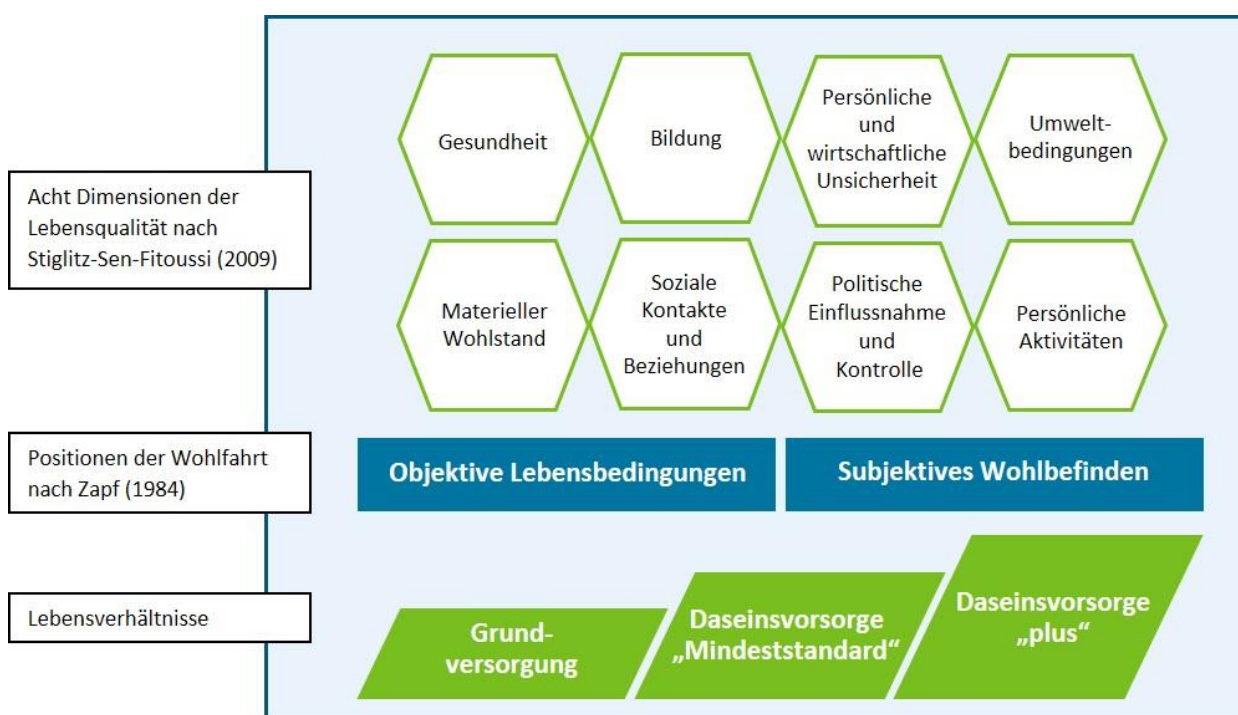 Gesundheit
Bildung
Persönliche
und
wirtschaftliche
Unsicherheit
Umwelt-
bedingungen
Acht Dimensionen der
Lebensqualität nach
Stiglitz-Sen-Fitoussi (2009)
Materieller
Wohlstand
Soziale
Kontakte
und
Beziehungen
Politische
Einflussnahme
und
Kontrolle
Persönliche
Aktivitäten
Positionen der Wohlfahrt
nach Zapf (1984)
Objektive Lebensbedingungen
Subjektives Wohlbefinden
Lebensverhältnisse
Grund-
versorgung
Daseinsvorsorge
„Mindeststandard“
Daseinsvorsorge
„plus“